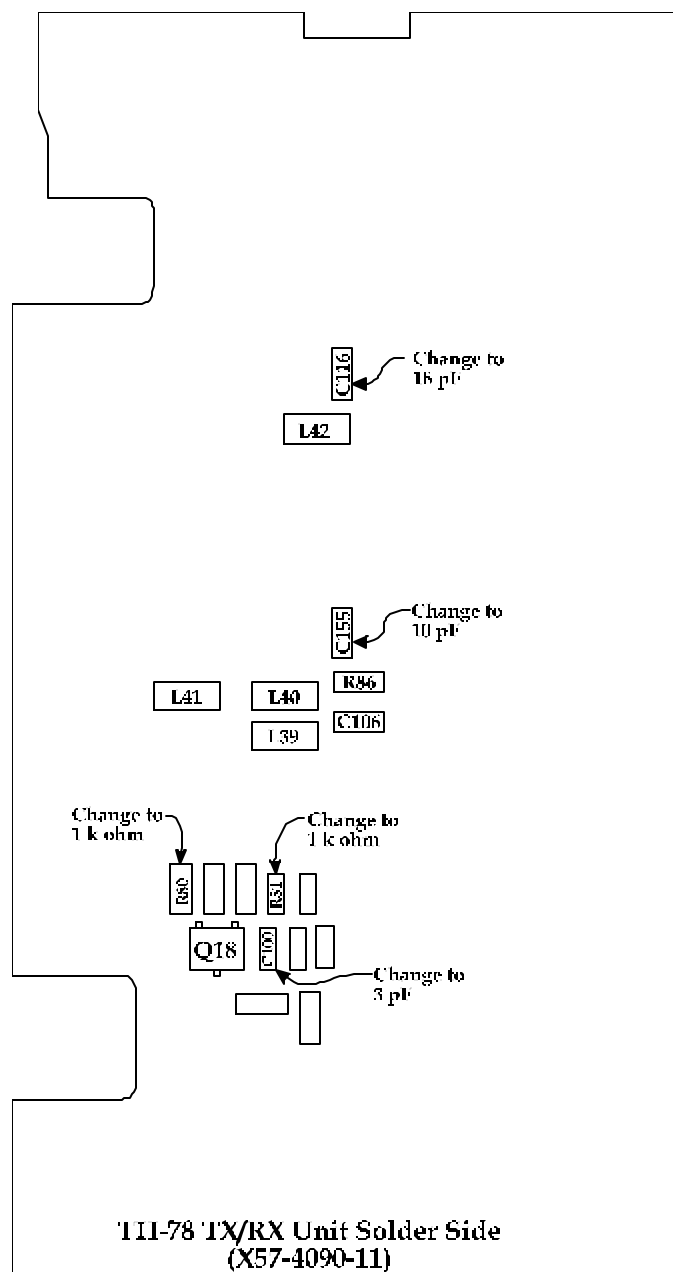 C116
Change to
18 pF
L42
C155
Change to
10 pF
R86
L41
L40
C106
L39
Change to
1 k ohm
Change to
1 k ohm
R80
R81
Q18
C100
Change to
3 pF
TH-78 TX/RX Unit Solder Side
(X57-4090-11)